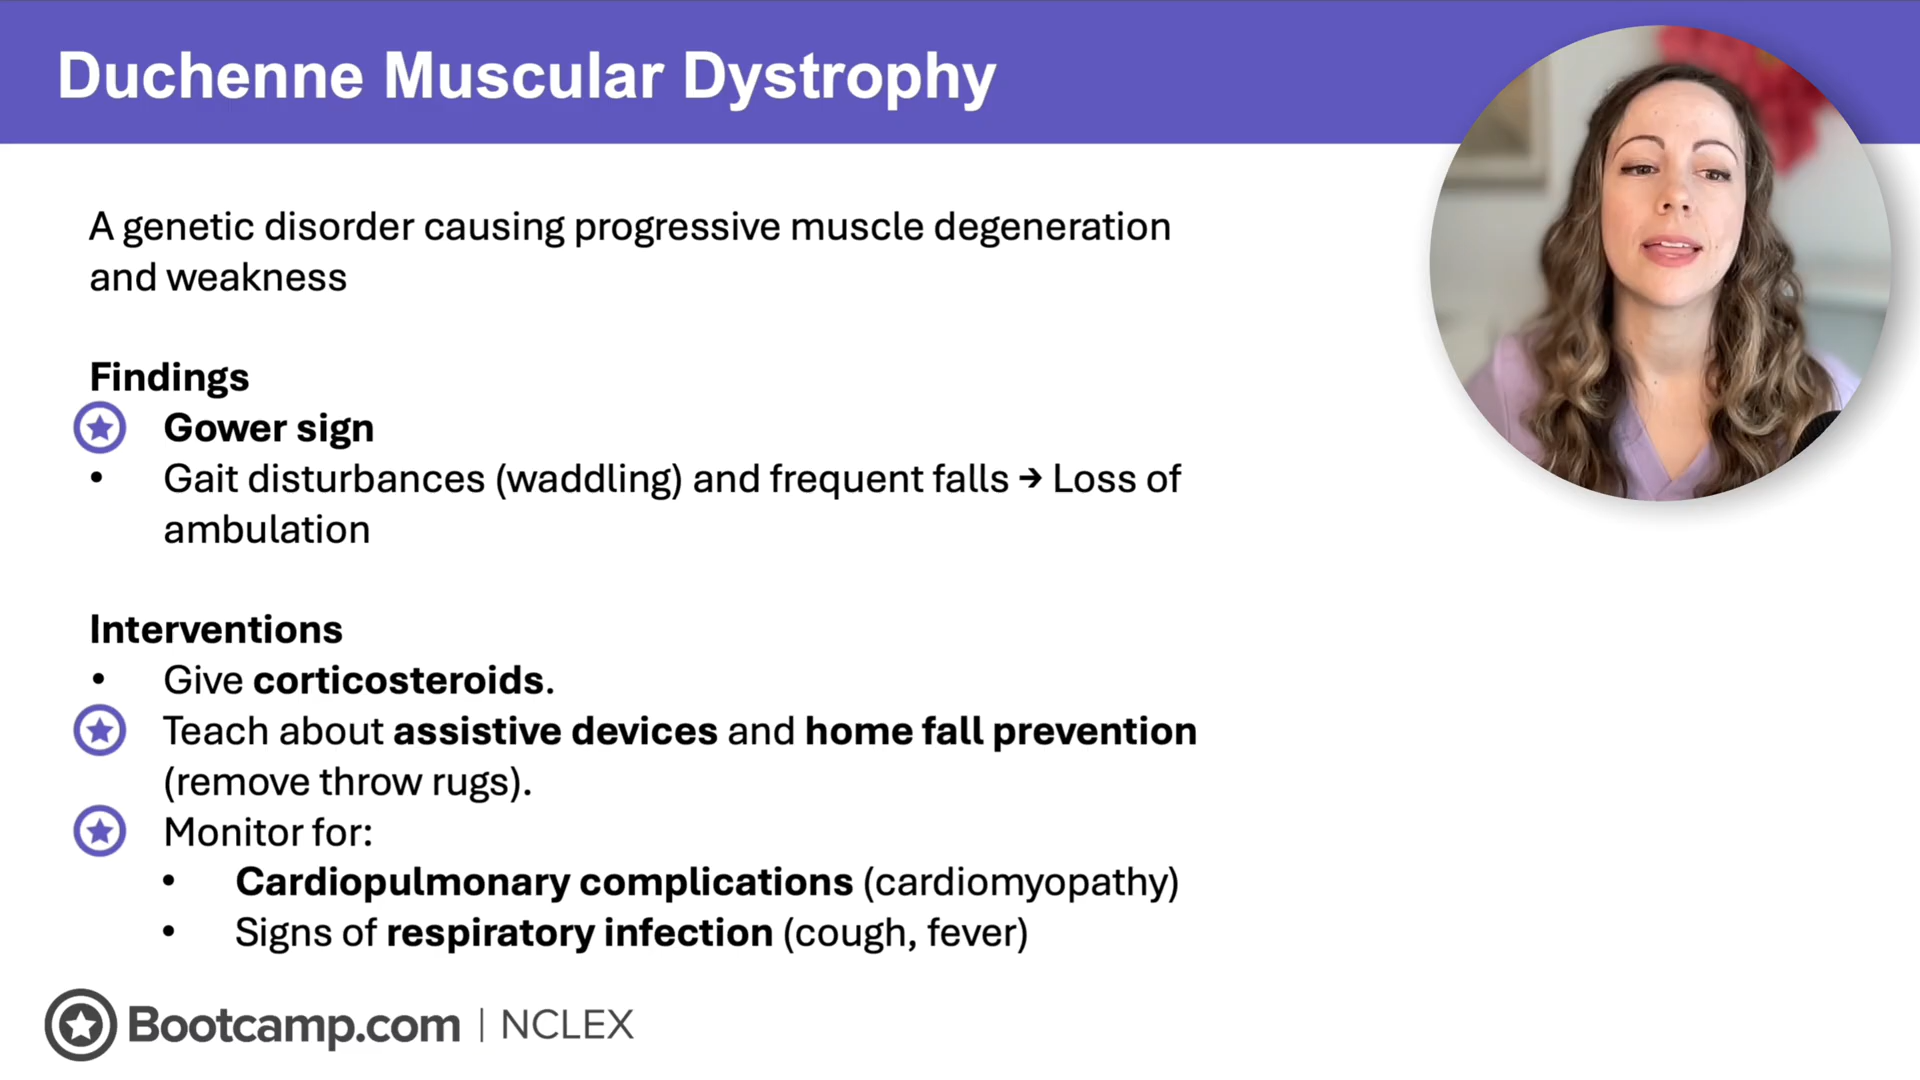 Duchenne Muscular Dystrophy
A genetic disorder causing progressive muscle degeneration
and weakness
Findings
Gower sign
• Gait disturbances (waddling) and frequent falls → Loss of
ambulation
Interventions
• Give corticosteroids.
Teach about assistive devices and home fall prevention
(remove throw rugs).
Monitor for:
• Cardiopulmonary complications (cardiomyopathy)
• Signs of respiratory infection (cough, fever)
Bootcamp.com | NCLEX